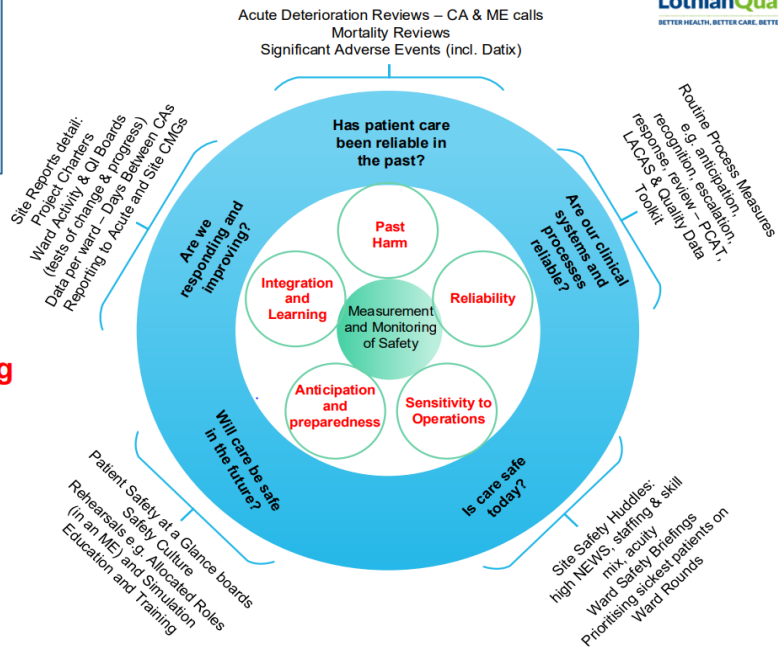 Acute Deterioration Reviews – CA & ME calls
Mortality Reviews
Significant Adverse Events (incl. Datix)
BETTER HEALTH, BETTER CARE,
Has patient care
been reliable in
the past?
Are our clinical
systems and
processes
reliable?
Is care safe
today?
Will care be safe
in the future?
Are we
responding and
improving?
Past
Harm
Reliability
Sensitivity to
Operations
Anticipation
and
preparedness
Integration
and
Learning
Measurement
and Monitoring
of Safety
Routine Process Measures
e.g. anticipation,
recognition, escalation,
response, review – PCAT,
LACAS & Quality Data
Toolkit
Site Safety Huddles:
high NEWS, staffing & skill
mix, acuity
Ward Safety Briefings
Prioritising sickest patients on
Ward Rounds
Patient Safety at a Glance boards
Safety Culture
Rehearsals e.g. Allocated Roles
(in an ME) and Simulation
Education and Training
Site Reports detail:
Project Charters
Ward Activity & QI Boards
(tests of change & progress)
Data per ward – Days Between CAs
Reporting to Acute and Site CMGs